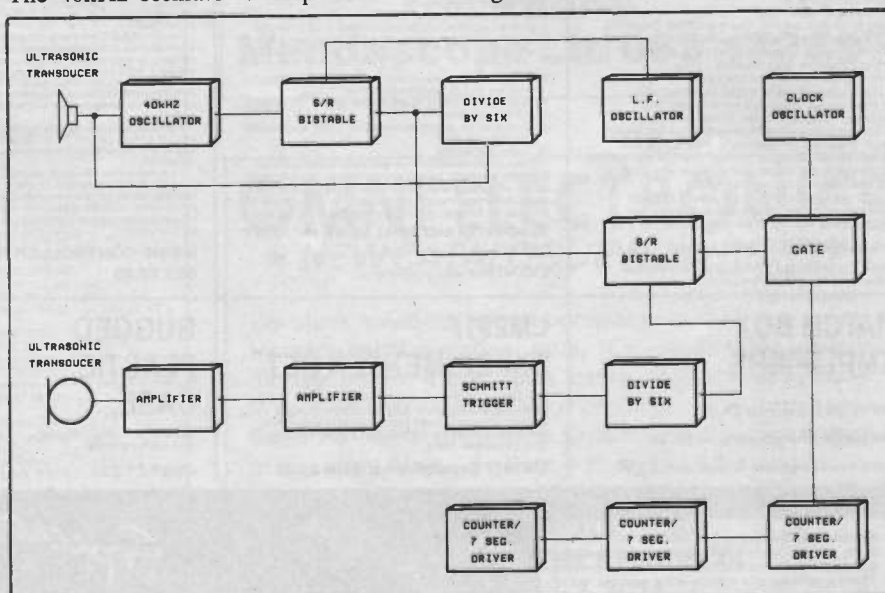 The
ULTRASONIC
TRANSDUCER
40kHZ
OSCILLATOR
S/R
BISTABLE
DIVIDE
BY SIX
L.F.
OSCILLATOR
CLOCK
OSCILLATOR
S/R
BISTABLE
GATE
ULTRASONIC
TRANSDUCER
AMPLIFIER
AMPLIFIER
SCHMITT
TRIGGER
DIVIDE
BY SIX
COUNTER/
7 SEG.
DRIVER
COUNTER/
7 SEG.
DRIVER
COUNTER/
7 SEG.
DRIVER